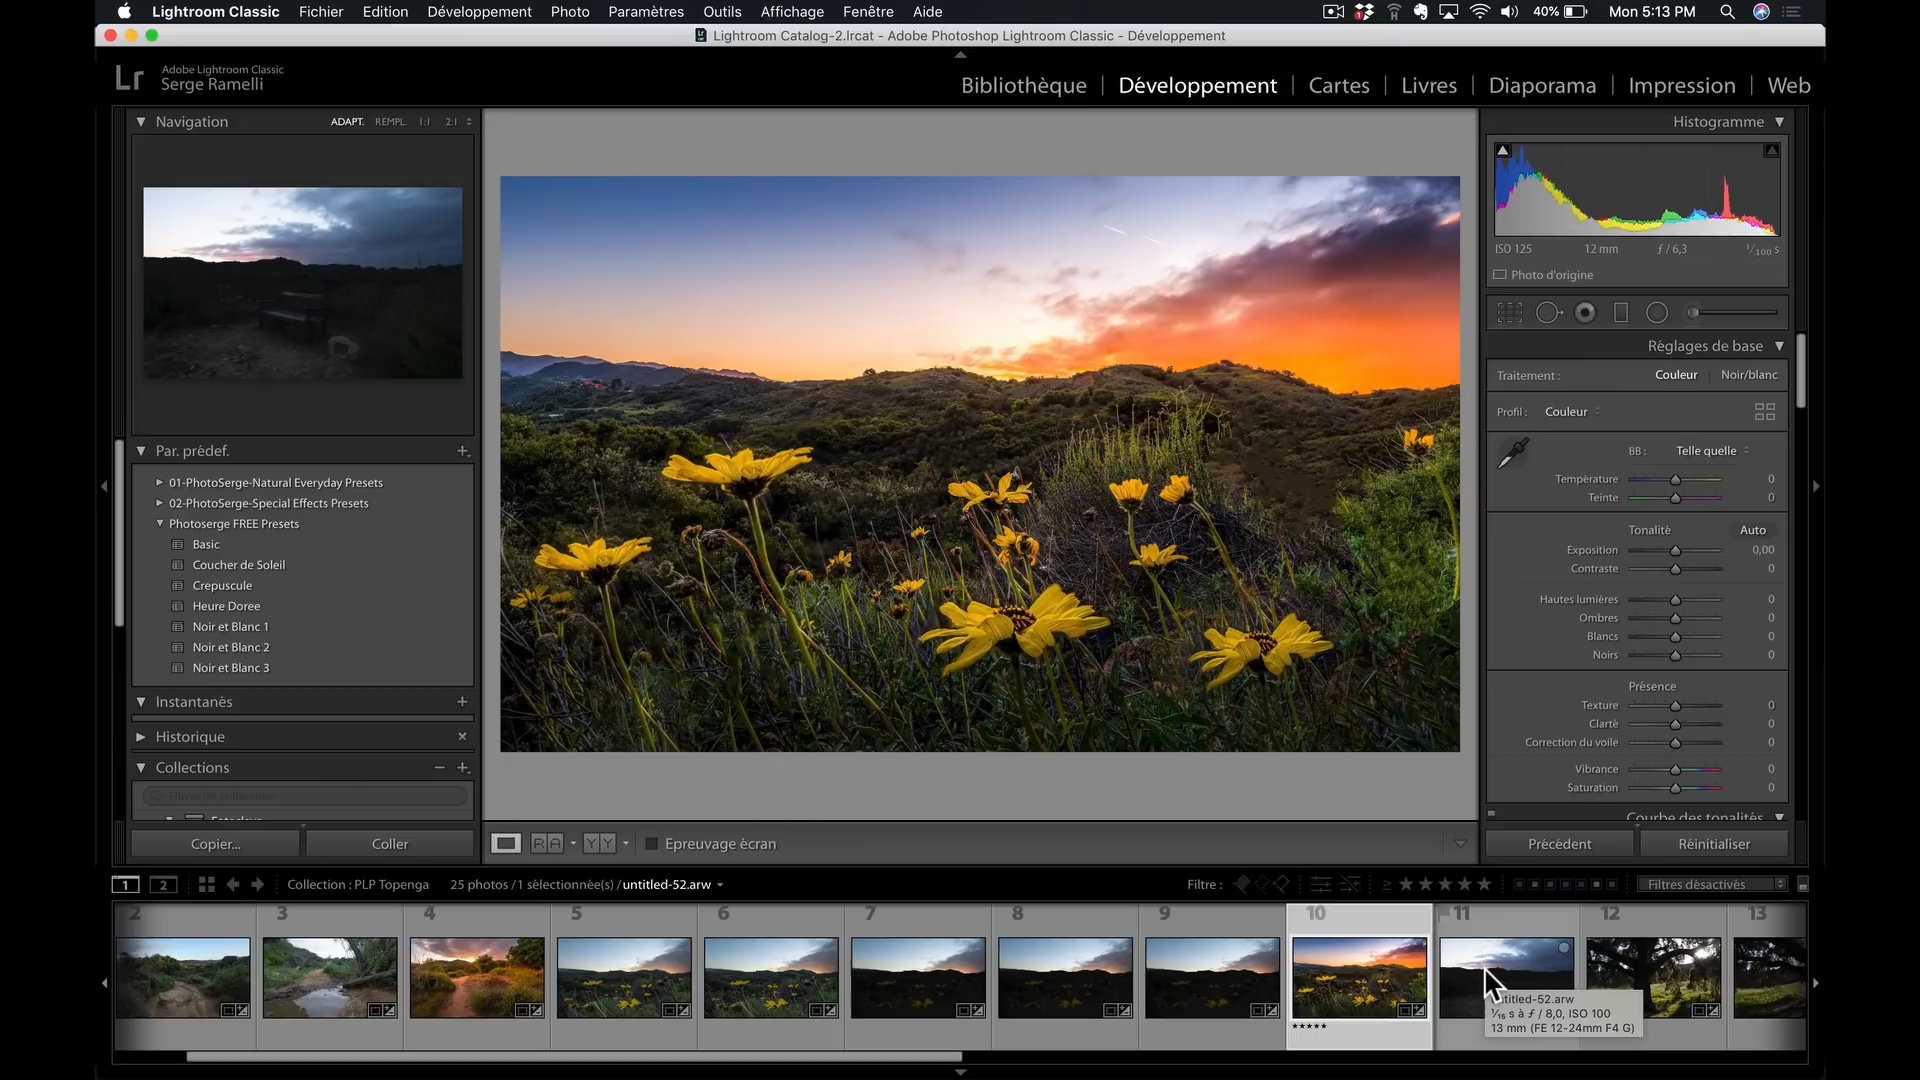 Lightroom Classic Fichier Edition Développement Photo Paramètres Outils Affichage Fenêtre Aide 40% Mon 5:13 PM
Lightroom Catalog-2.lrcat - Adobe Photoshop Lightroom Classic - Développement
Lr Adobe Lightroom Classic
Serge Ramelli
Bibliothèque | Développement | Cartes | Livres | Diaporama | Impression | Web
Navigation ADAPT. REMPL. 1:1 2:1
Par. prédef.
01-PhotoSerge-Natural Everyday Presets
02-PhotoSerge-Special Effects Presets
Photoserge FREE Presets
Basic
Coucher de Soleil
Crepuscule
Heure Doree
Noir et Blanc 1
Noir et Blanc 2
Noir et Blanc 3
Instantanés
Historique
Collections
Copier...
Coller
R A Y Y Epreuvage écran
Histogramme
ISO 125 12 mm ƒ / 6,3 1/100 s
Photo d'origine
Réglages de base
Traitement : Couleur Noir/blanc
Profil : Couleur
BB : Telle quelle
Température 0
Teinte 0
Tonalité Auto
Exposition 0,00
Contraste 0
Hautes lumières 0
Ombres 0
Blancs 0
Noirs 0
Présence
Texture 0
Clarté 0
Correction du voile 0
Vibrance 0
Saturation 0
Courbe des tonalités
Précédent
Réinitialiser
1 2 Collection : PLP Topenga 25 photos /1 sélectionnée(s) /untitled-52.arw Filtre : Filtres désactivés
2 3 4 5 6 7 8 9 10 11 12 13
titled-52.arw
1/15 s à ƒ / 8,0, ISO 100
13 mm (FE 12-24mm F4 G)